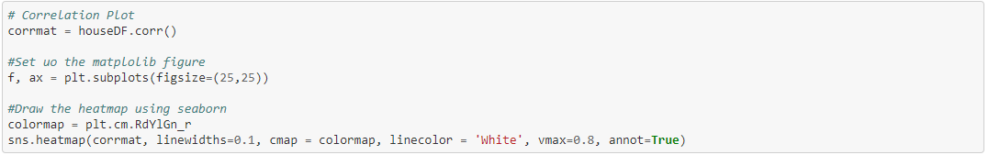 # Correlation Plot
corrmat = houseDF.corr()
#Set uo the matplolib figure
f, ax = plt.subplots(figsize=(25,25))
#Draw the heatmap using seaborn
colormap = plt.cm.RdYlGn_r
sns.heatmap(corrmat, linewidths=0.1, cmap = colormap, linecolor = 'White', vmax=0.8, annot=True)